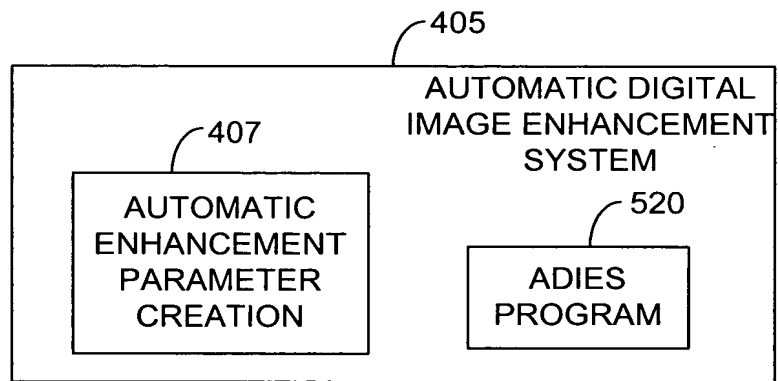 405
AUTOMATIC DIGITAL
IMAGE ENHANCEMENT
SYSTEM
407
AUTOMATIC
ENHANCEMENT
PARAMETER
CREATION
520
ADIES
PROGRAM